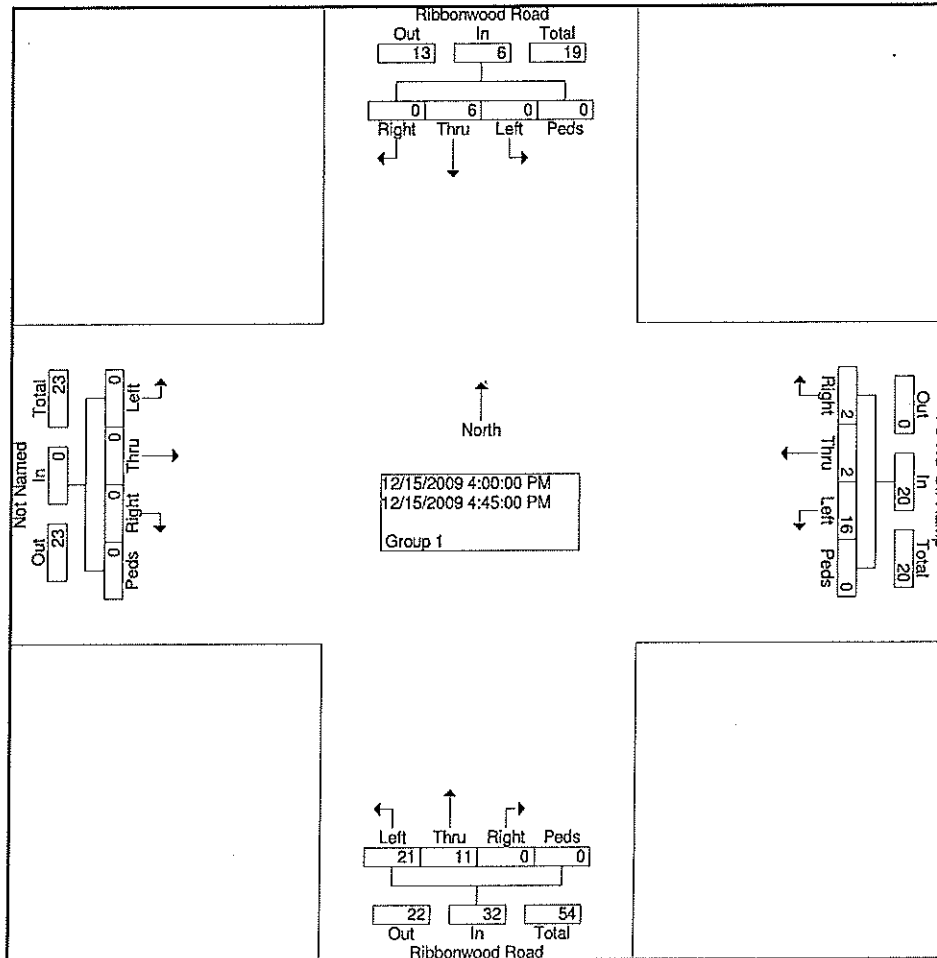 Ribbonwood Road
Out In Total
13 6 19
0 6 0 0
Right Thru Left Peds
Total In Out
23 0 23
Not Named
0 0 0 0
Left Thru Right Peds
North
12/15/2009 4:00:00 PM
12/15/2009 4:45:00 PM
Group 1
Right Thru Left Peds
2 2 16 0
Out In Total
0 20 20
Left Thru Right Peds
21 11 0 0
22 32 54
Out In Total
Ribbonwood Road